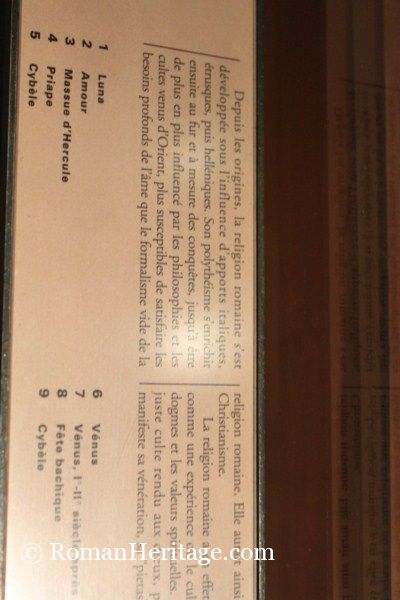 Depuis les origines, la religion romaine s'est
développée sous l'influence d'apports italiques,
étrusques, puis helléniques. Son polythéisme s'enrichit
ensuite au fur et à mesure des conquêtes, jusqu'à être
de plus en plus influencé par les philosophies et les
cultes venus d'Orient, plus susceptibles de satisfaire les
besoins profonds de l'âme que le formalisme vide de la
religion romaine. Elle ainsi
Christianisme.
La religion romaine effet
comme une expérience le
dogmes et les valeurs
juste culte rendu aux
manifeste sa vénération,
1 Luna
2 Amour
3 Massue d'Hercule
4 Priape
5 Cybèle
6 Vénus
7 Vénus, Iᵉʳ-IIᵉ siècle après
8 Fête bachique
9 Cybèle
© RomanHeritage.com